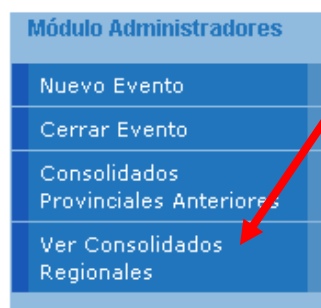 Módulo Administradores
Nuevo Evento
Cerrar Evento
Consolidados
Provinciales Anteriores
Ver Consolidados
Regionales